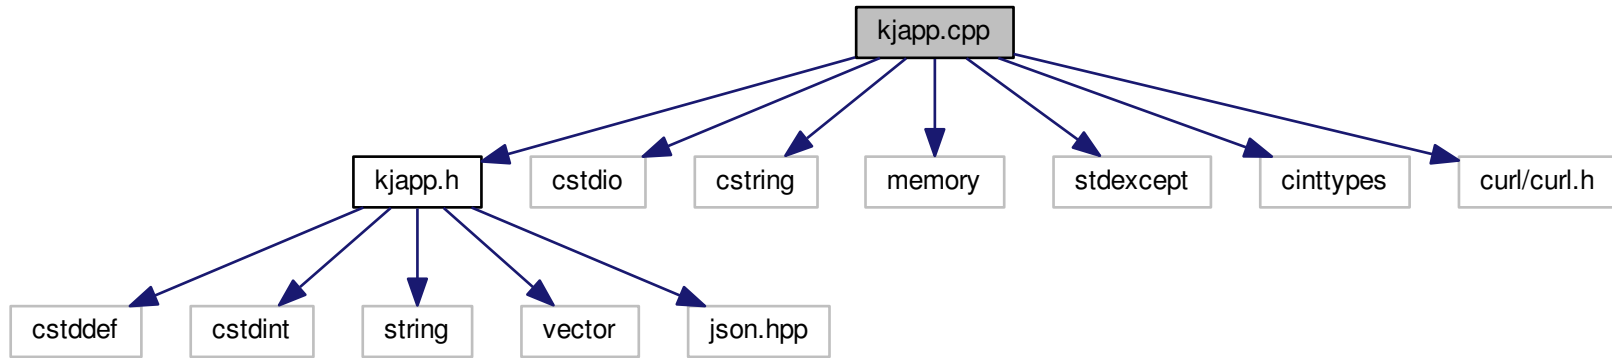 kjapp.cpp
kjapp.h
cstdio
cstring
memory
stdexcept
cinttypes
curl/curl.h
cstddef
cstdint
string
vector
json.hpp